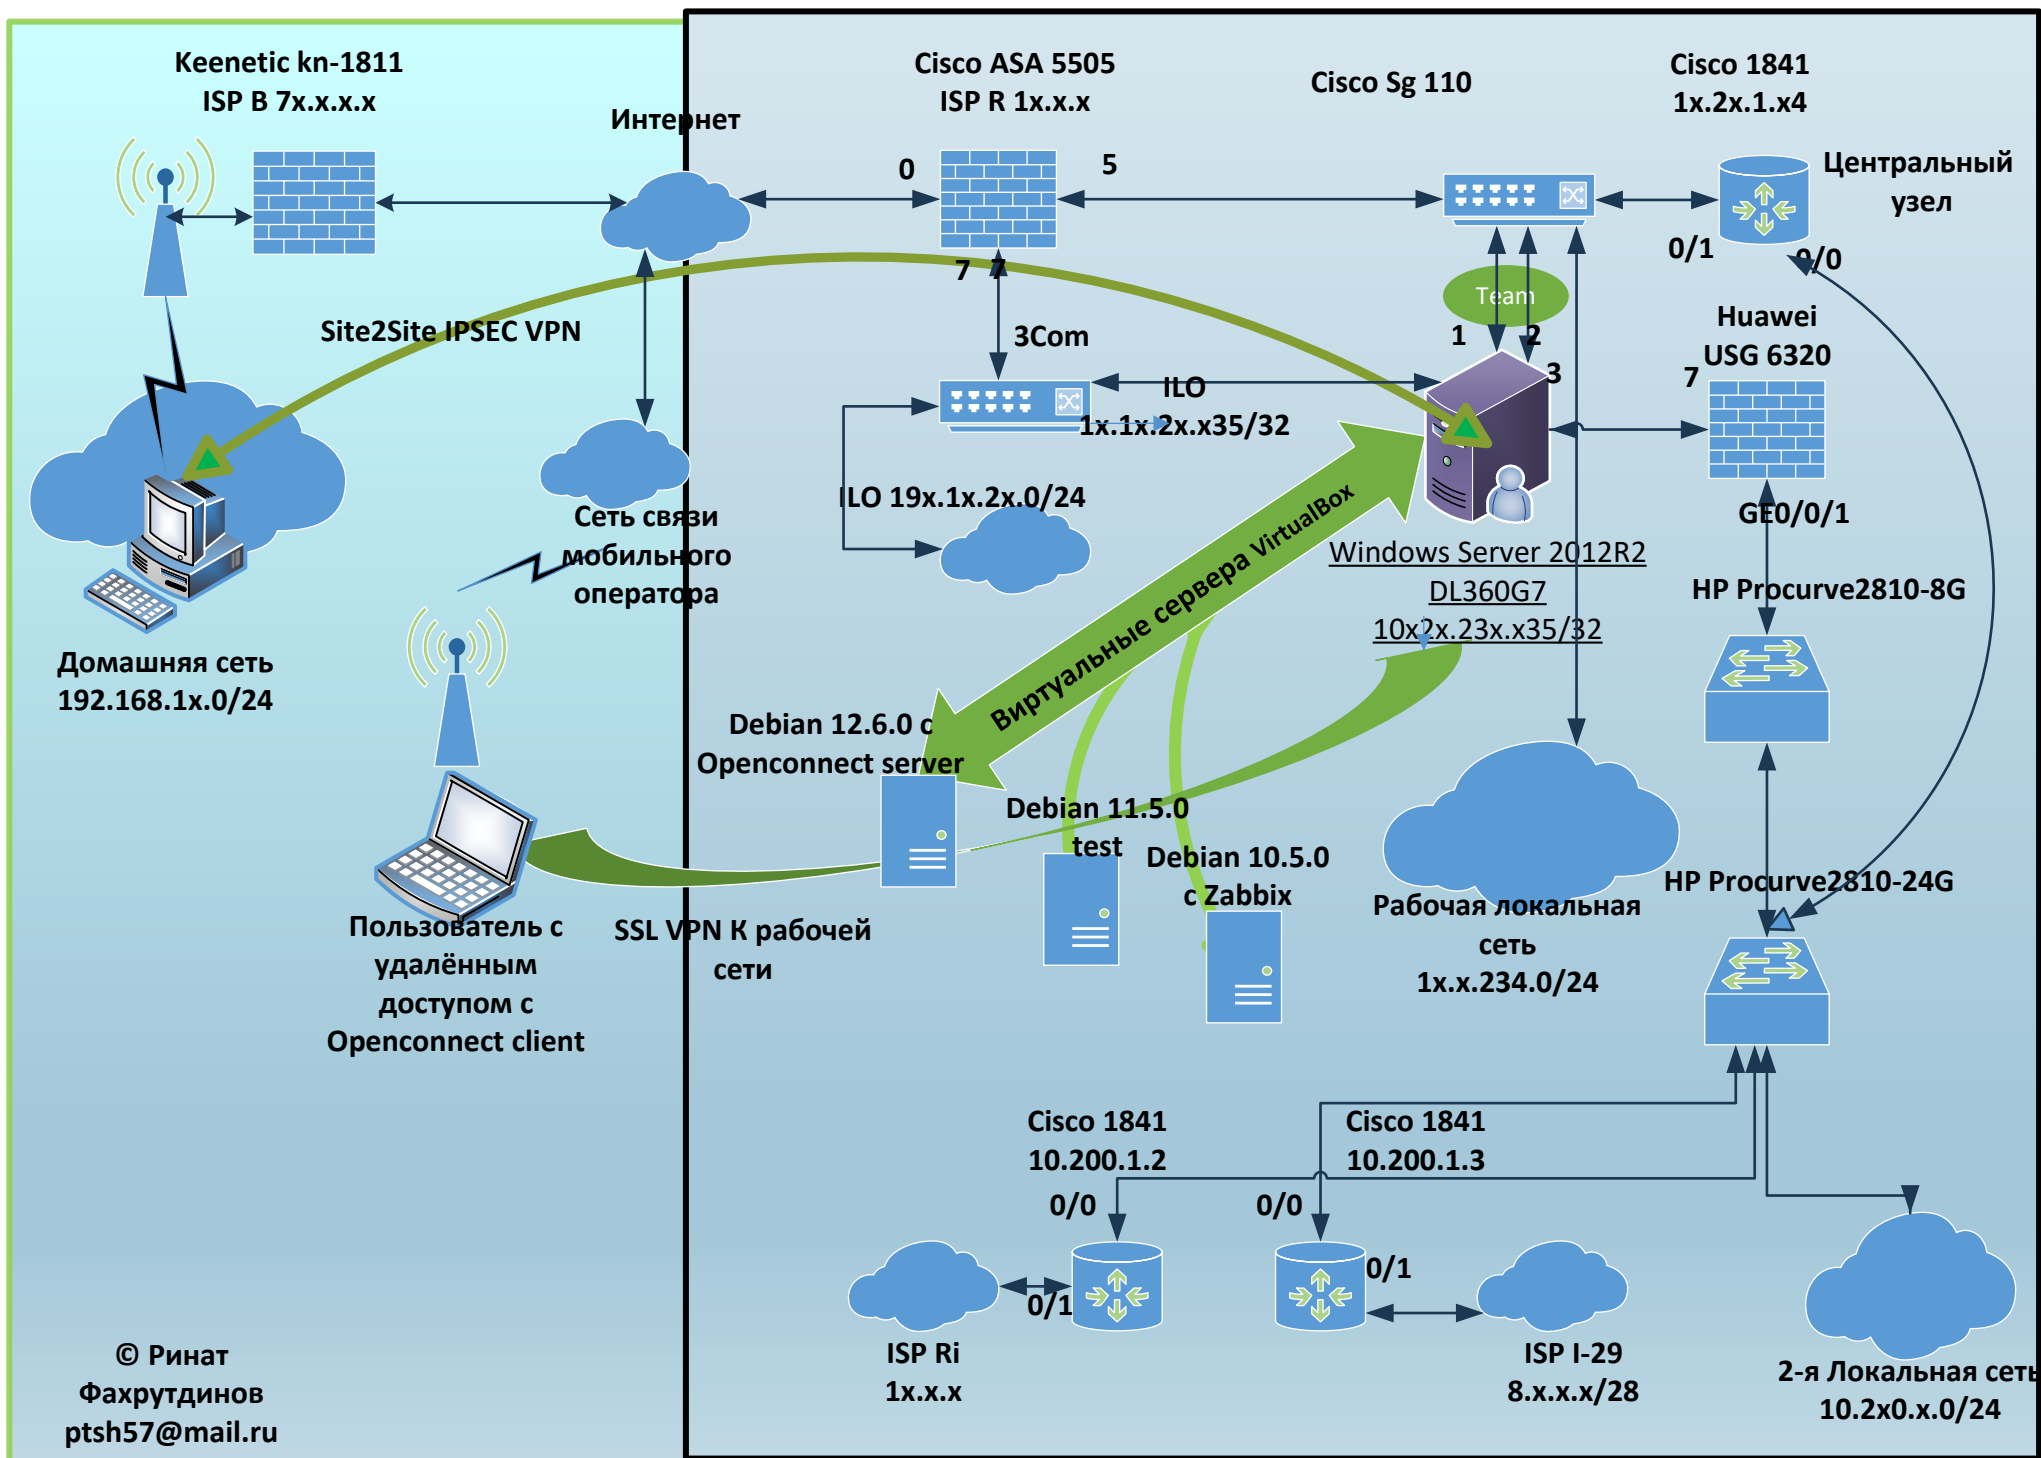 Keenetic kn-1811
ISP B 7x.x.x.x
Интернет
Cisco ASA 5505
ISP R 1x.x.x
Cisco Sg 110
Cisco 1841
1x.2x.1.x4
Центральный
узел
0
5
7
7
0/1
0/0
Team
1
2
3
Site2Site IPSEC VPN
3Com
ILO
1x.1x.2x.x35/32
Huawei
USG 6320
7
GE0/0/1
ILO 19x.1x.2x.0/24
Сеть связи
мобильного
оператора
Виртуальные сервера VirtualBox
Windows Server 2012R2
DL360G7
10x2x.23x.x35/32
HP Procurve2810-8G
Домашняя сеть
192.168.1x.0/24
Debian 12.6.0 с
Openconnect server
Debian 11.5.0
test
Debian 10.5.0
с Zabbix
HP Procurve2810-24G
Рабочая локальная
сеть
1x.x.234.0/24
Пользователь с
удалённым
доступом с
Openconnect client
SSL VPN К рабочей
сети
Cisco 1841
10.200.1.2
Cisco 1841
10.200.1.3
0/0
0/0
0/1
0/1
ISP Ri
1x.x.x
ISP I-29
8.x.x.x/28
2-я Локальная сеть
10.2x0.x.0/24
© Ринат
Фахрутдинов
ptsh57@mail.ru